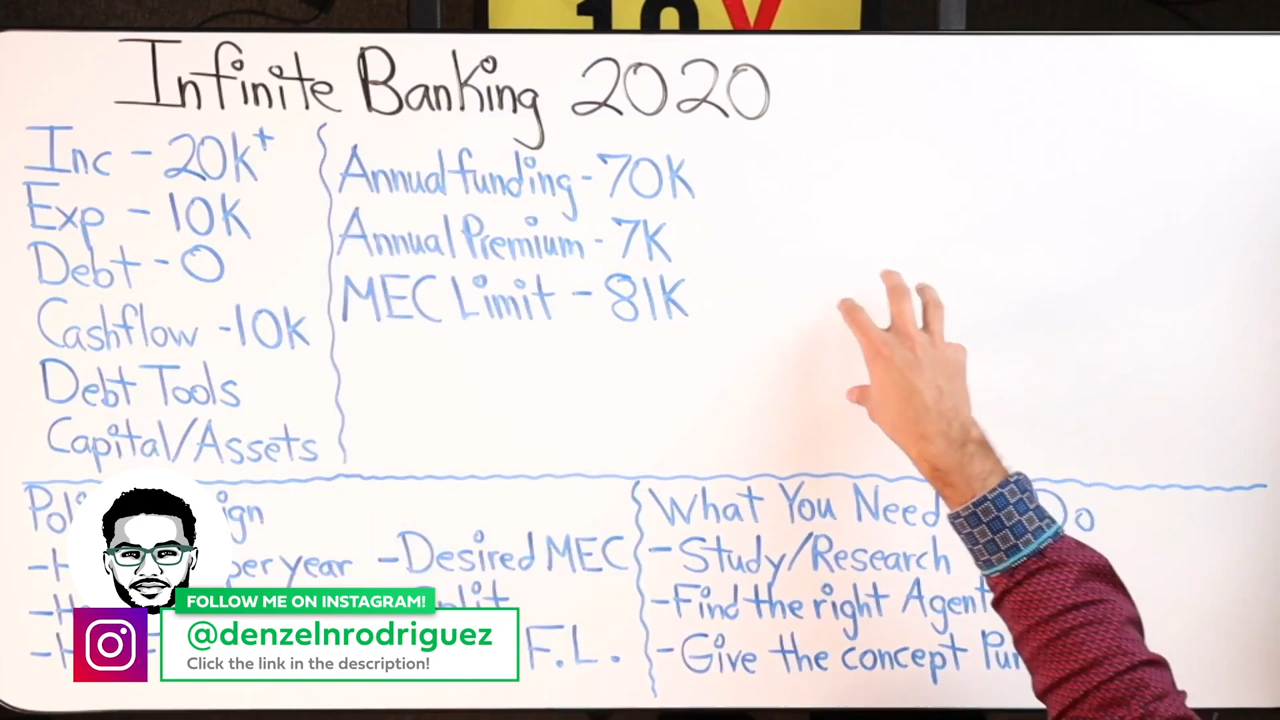 Infinite Banking 2020
Inc - 20K+
Exp - 10K
Debt - 0
Cashflow - 10K
Debt Tools
Capital/Assets
Annual funding - 70K
Annual Premium - 7K
MEC Limit - 81K
per year - Desired MEC
F.L.
What You Need Do
- Study/Research
- Find the right Agent
- Give the concept
FOLLOW ME ON INSTAGRAM!
@denzelnrodriguez
Click the link in the description!